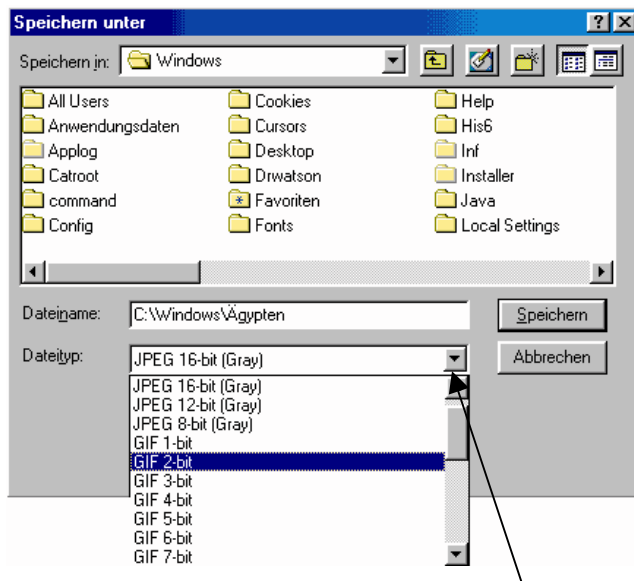 Speichern unter
Speichern in: Windows
All Users Cookies Help
Anwendungsdaten Cursors His6
Applog Desktop Inf
Catroot Drwatson Installer
command Favoriten Java
Config Fonts Local Settings
Dateiname: C:\Windows\Ägypten Speichern
Dateityp: JPEG 16-bit (Gray) Abbrechen
JPEG 16-bit (Gray)
JPEG 12-bit (Gray)
JPEG 8-bit (Gray)
GIF 1-bit
GIF 2-bit
GIF 3-bit
GIF 4-bit
GIF 5-bit
GIF 6-bit
GIF 7-bit